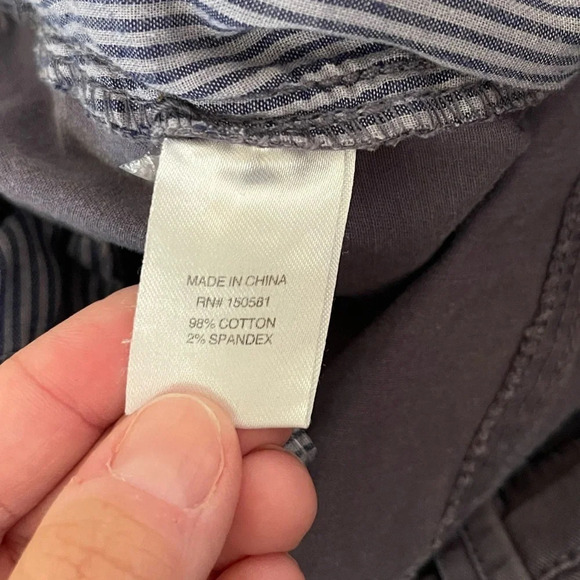 MADE IN CHINA
RN# 150581
98% COTTON
2% SPANDEX